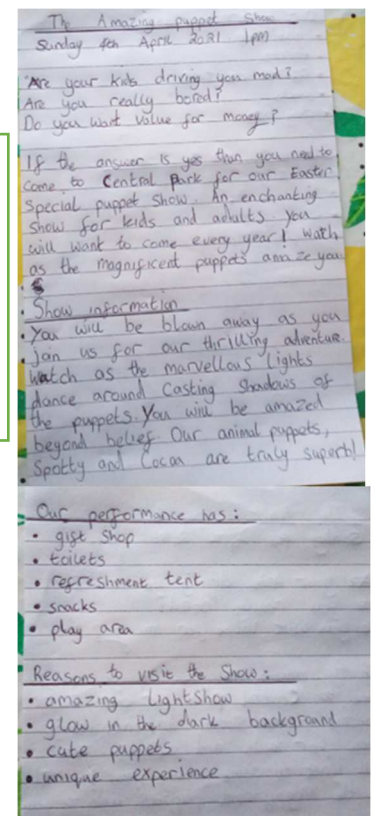 The Amazing puppet Show
Sunday 4th April 2021 1pm
Are your kids driving you mad?
Are you really bored?
Do you want value for money?
If the answer is yes than you need to
come to Central Park for our Easter
Special puppet Show. An enchanting
Show for kids and adults you
will want to come every year! Watch
as the magnificent puppets amaze you
Show information
• You will be blown away as you
join us for our thrilling adventure.
Watch as the marvellous lights
dance around casting shadows of
the puppets. You will be amazed
beyond belief Our animal puppets,
Spotty and Cocoa are truly superb!
Our performance has:
• gift shop
• toilets
• refreshment tent
• snacks
• play area
Reasons to visit the Show:
• amazing Lightshow
• glow in the dark background
• cute puppets
• unique experience